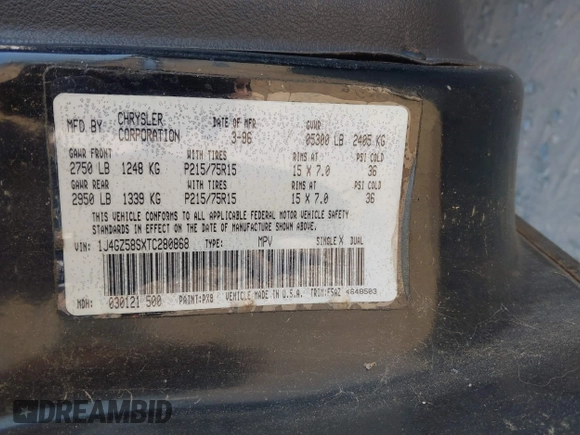 MFD BY CHRYSLER CORPORATION DATE OF MFR 3-96 GVWR 05300 LB 2405 KG
GAWR FRONT WITH TIRES RIMS AT PSI COLD
2750 LB 1248 KG P215/75R15 15 X 7.0 36
GAWR REAR WITH TIRES RIMS AT PSI COLD
2950 LB 1339 KG P215/75R15 15 X 7.0 36
THIS VEHICLE CONFORMS TO ALL APPLICABLE FEDERAL MOTOR VEHICLE SAFETY
STANDARDS IN EFFECT ON THE DATE OF MANUFACTURE SHOWN ABOVE.
VIN: 1J4GZ58SXTC280868 TYPE: MPV SINGLE X DUAL
MDH: 030121 500 PAINT:PX8 VEHICLE MADE IN U.S.A. TRIM:F5AZ 4648503
DREAMBID